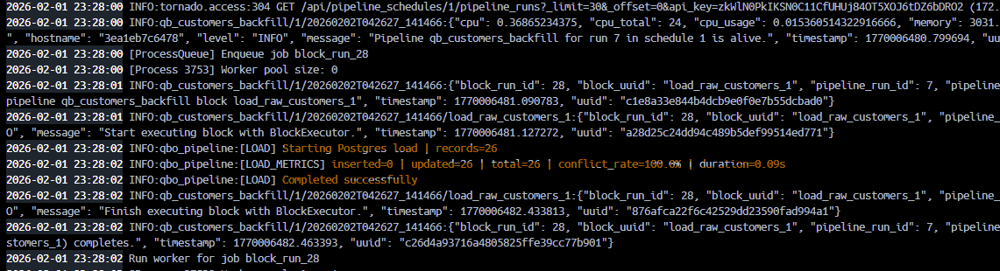 2026-02-01 23:28:00 INFO:tornado.access:304 GET /api/pipeline_schedules/1/pipeline_runs?_limit=30&_offset=0&api_key=zkWlN0PkIKSN0C11CfUHUj84OT5XOJ6tDZ6bDRO2 (172.
2026-02-01 23:28:00 INFO:qb_customers_backfill/1/20260202T042627_141466:{"cpu": 0.36865234375, "cpu_total": 24, "cpu_usage": 0.015360514322916666, "memory": 3031.
", "hostname": "3ea1eb7c6478", "level": "INFO", "message": "Pipeline qb_customers_backfill for run 7 in schedule 1 is alive.", "timestamp": 1770006480.799694, "uu
2026-02-01 23:28:00 [ProcessQueue] Enqueue job block_run_28
2026-02-01 23:28:00 [Process 3753] Worker pool size: 0
2026-02-01 23:28:01 INFO:qb_customers_backfill/1/20260202T042627_141466:{"block_run_id": 28, "block_uuid": "load_raw_customers_1", "pipeline_run_id": 7, "pipeline
pipeline qb_customers_backfill block load_raw_customers_1", "timestamp": 1770006481.090783, "uuid": "c1e8a33e844b4dcb9e0f0e7b55dcbad0"}
2026-02-01 23:28:01 INFO:qb_customers_backfill/1/20260202T042627_141466/load_raw_customers_1:{"block_run_id": 28, "block_uuid": "load_raw_customers_1", "pipeline_
O", "message": "Start executing block with BlockExecutor.", "timestamp": 1770006481.127272, "uuid": "a28d25c24dd94c489b5def99514ed771"}
2026-02-01 23:28:02 INFO:qbo_pipeline:[LOAD] Starting Postgres load | records=26
2026-02-01 23:28:02 INFO:qbo_pipeline:[LOAD_METRICS] inserted=0 | updated=26 | total=26 | conflict_rate=100.0% | duration=0.09s
2026-02-01 23:28:02 INFO:qbo_pipeline:[LOAD] Completed successfully
2026-02-01 23:28:02 INFO:qb_customers_backfill/1/20260202T042627_141466/load_raw_customers_1:{"block_run_id": 28, "block_uuid": "load_raw_customers_1", "pipeline_
O", "message": "Finish executing block with BlockExecutor.", "timestamp": 1770006482.433813, "uuid": "876afca22f6c42529dd23590fad994a1"}
2026-02-01 23:28:02 INFO:qb_customers_backfill/1/20260202T042627_141466:{"block_run_id": 28, "block_uuid": "load_raw_customers_1", "pipeline_run_id": 7, "pipeline
stomers_1) completes.", "timestamp": 1770006482.463393, "uuid": "c26d4a93716a4805825ffe39cc77b901"}
2026-02-01 23:28:02 Run worker for job block_run_28